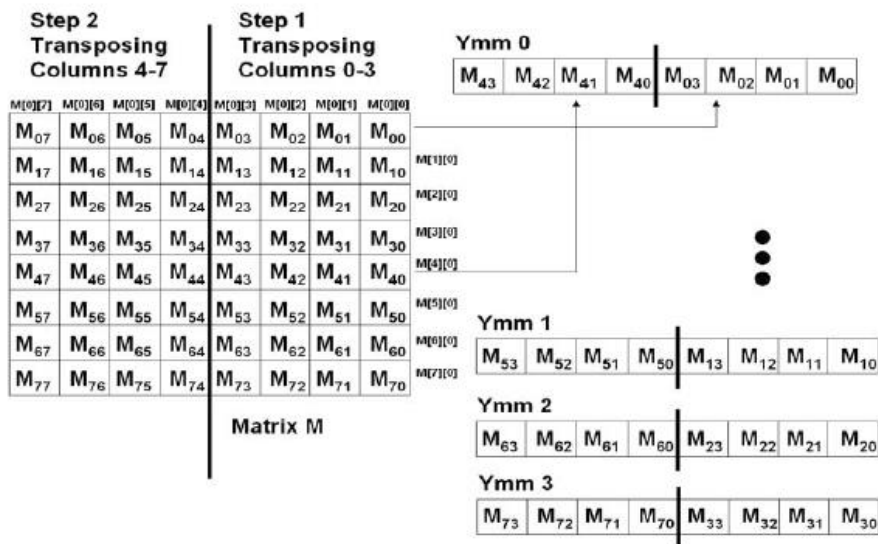 Step 2
Transposing
Columns 4-7
Step 1
Transposing
Columns 0-3
M[0][7] M[0][6] M[0][5] M[0][4] M[0][3] M[0][2] M[0][1] M[0][0]
M07 M06 M05 M04 M03 M02 M01 M00
M17 M16 M15 M14 M13 M12 M11 M10 M[1][0]
M27 M26 M25 M24 M23 M22 M21 M20 M[2][0]
M37 M36 M35 M34 M33 M32 M31 M30 M[3][0]
M47 M46 M45 M44 M43 M42 M41 M40 M[4][0]
M57 M56 M55 M54 M53 M52 M51 M50 M[5][0]
M67 M66 M65 M64 M63 M62 M61 M60 M[6][0]
M77 M76 M75 M74 M73 M72 M71 M70 M[7][0]
Matrix M
Ymm 0
M43 M42 M41 M40 M03 M02 M01 M00
Ymm 1
M53 M52 M51 M50 M13 M12 M11 M10
Ymm 2
M63 M62 M61 M60 M23 M22 M21 M20
Ymm 3
M73 M72 M71 M70 M33 M32 M31 M30